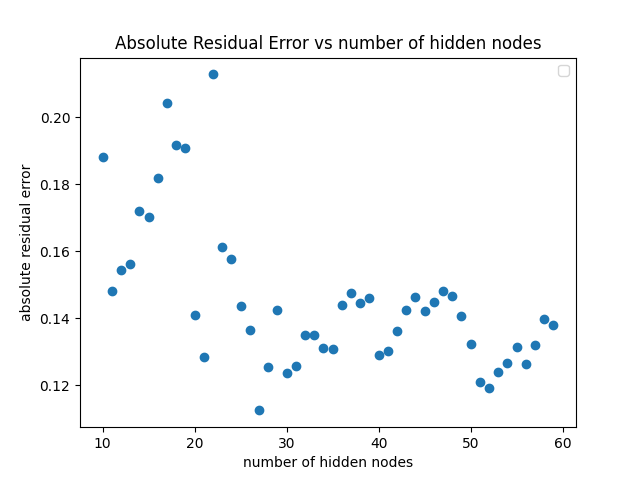 Absolute Residual Error vs number of hidden nodes
absolute residual error
0.20
0.18
0.16
0.14
0.12
10 20 30 40 50 60
number of hidden nodes